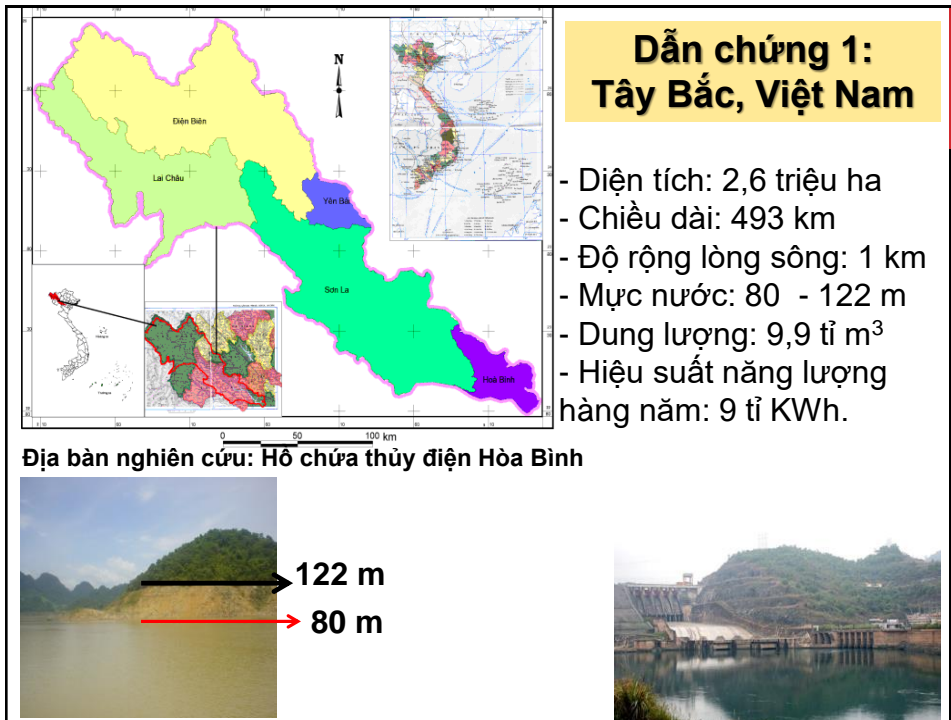 Dẫn chứng 1:
Tây Bắc, Việt Nam
N
Điện Biên
Lai Châu
Yên Bái
Sơn La
Hoà Bình
- Diện tích: 2,6 triệu ha
- Chiều dài: 493 km
- Độ rộng lòng sông: 1 km
- Mực nước: 80 - 122 m
- Dung lượng: 9,9 tỉ m³
- Hiệu suất năng lượng
hàng năm: 9 tỉ KWh.
0 50 100 km
Địa bàn nghiên cứu: Hồ chứa thủy điện Hòa Bình
122 m
80 m